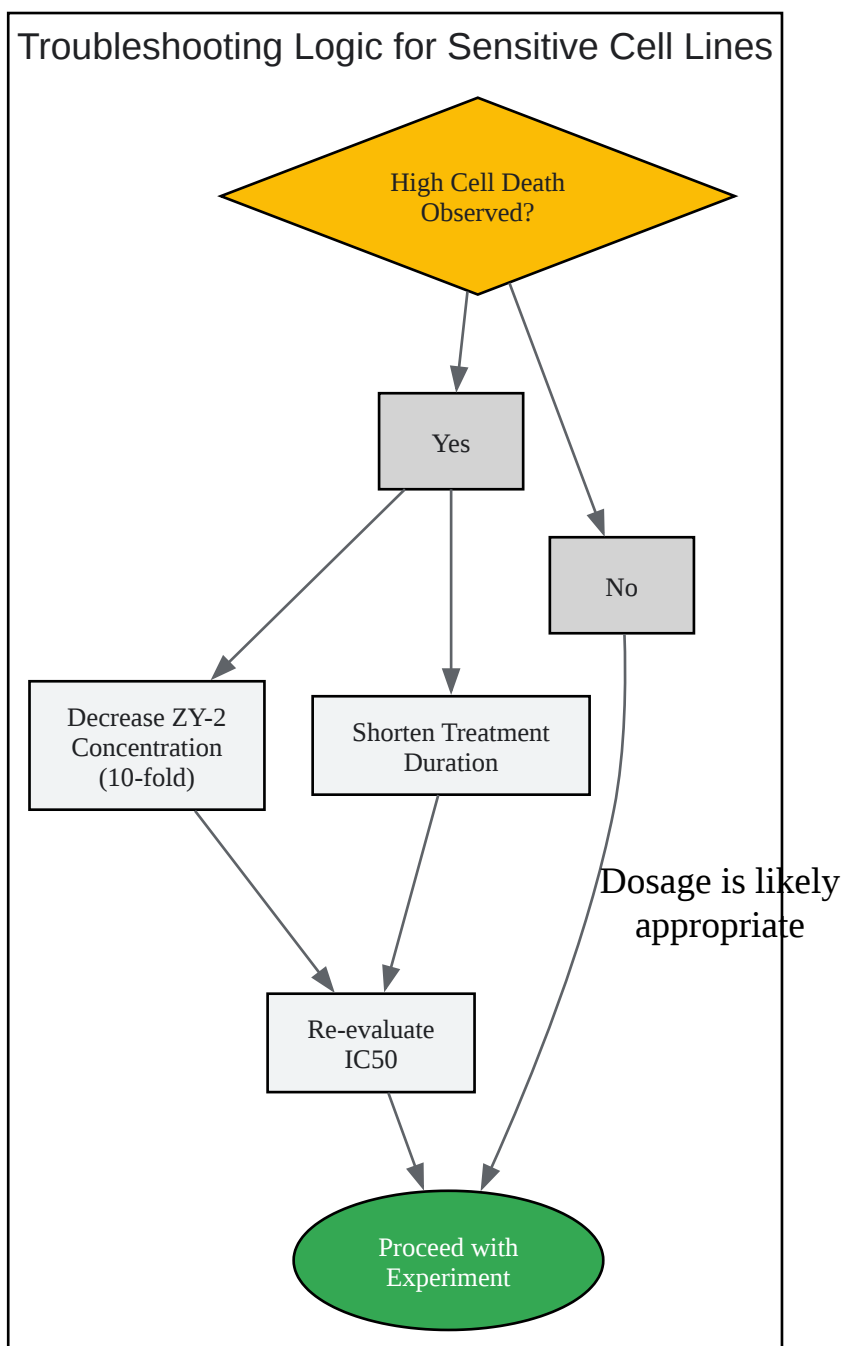 Troubleshooting Logic for Sensitive Cell Lines
High Cell Death
Observed?
Yes
No
Decrease ZY-2
Concentration
(10-fold)
Shorten Treatment
Duration
Dosage is likely
appropriate
Re-evaluate
IC50
Proceed with
Experiment